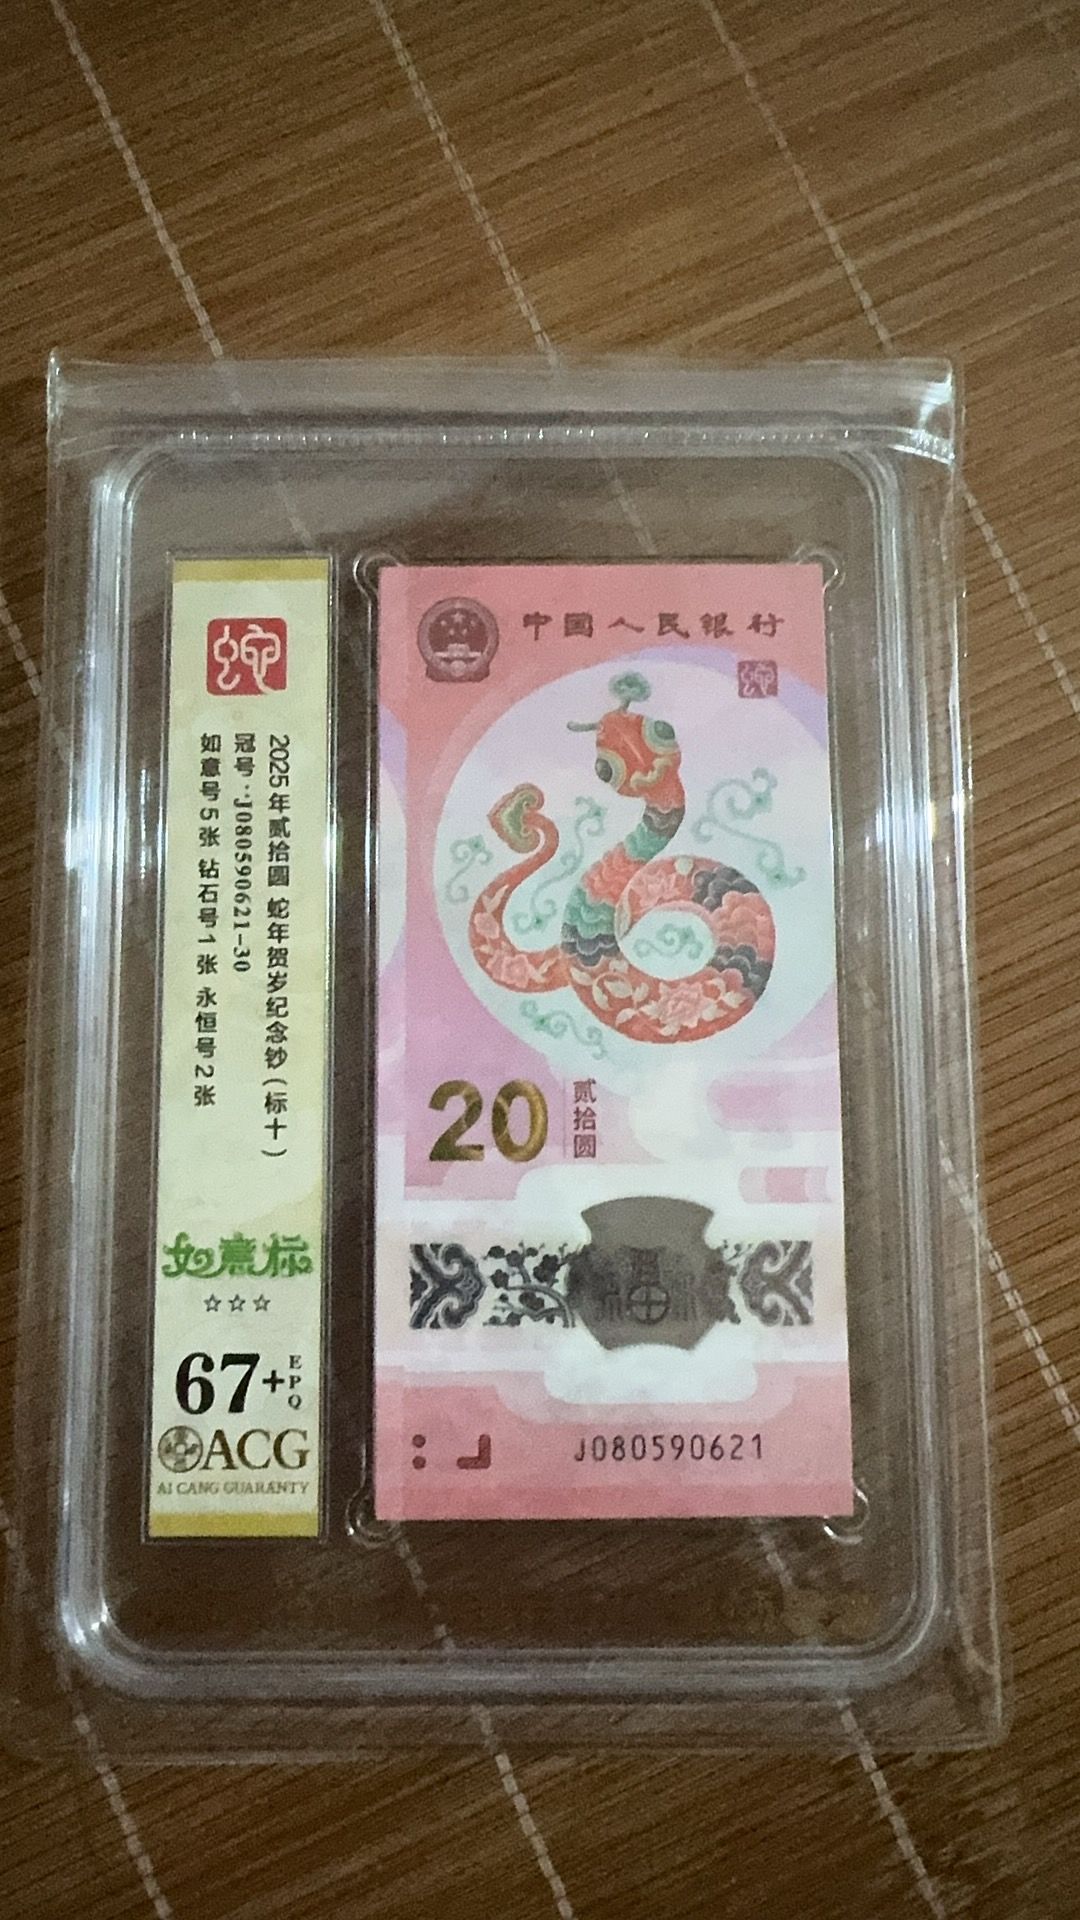 蛇
2025年贰拾圆 蛇年贺岁纪念钞(标十)
冠号:J080590621-30
如意号5张 钻石号1张 永恒号2张
如意标
☆☆☆
67+
EPQ
ACG
AI CANG GUARANTY
中国人民银行
蛇
20
贰拾圆
J080590621